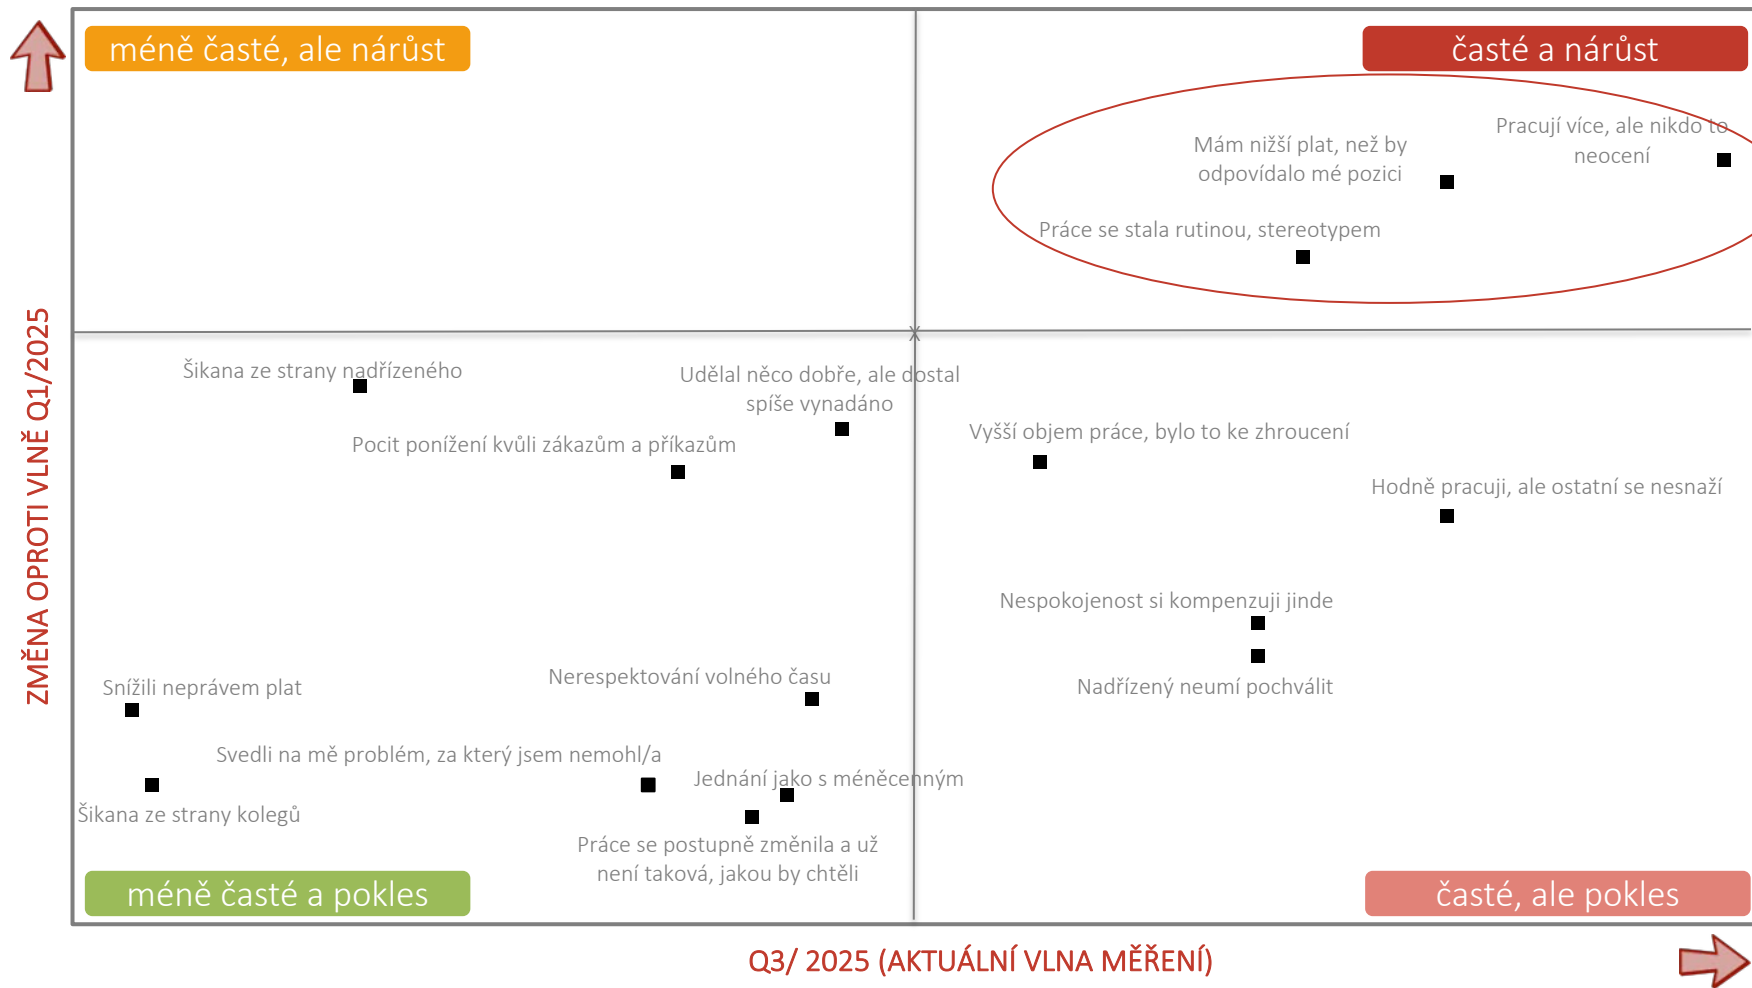 méně časté, ale nárůst
časté a nárůst
Pracují více, ale nikdo to
neocení
Mám nižší plat, než by
odpovídalo mé pozici
Práce se stala rutinou, stereotypem
ZMĚNA OPROTI VLNĚ Q1/2025
X
Šikana ze strany nadřízeného
Udělal něco dobře, ale dostal
spíše vynadáno
Pocit ponížení kvůli zákazům a příkazům
Vyšší objem práce, bylo to ke zhroucení
Hodně pracuji, ale ostatní se nesnaží
Nespokojenost si kompenzuji jinde
Nadřízený neumí pochválit
Nerespektování volného času
Snížili neprávem plat
Svedli na mě problém, za který jsem nemohl/a
Jednání jako s méněcenným
Šikana ze strany kolegů
Práce se postupně změnila a už
není taková, jakou by chtěli
méně časté a pokles
časté, ale pokles
Q3/ 2025 (AKTUÁLNÍ VLNA MĚŘENÍ)